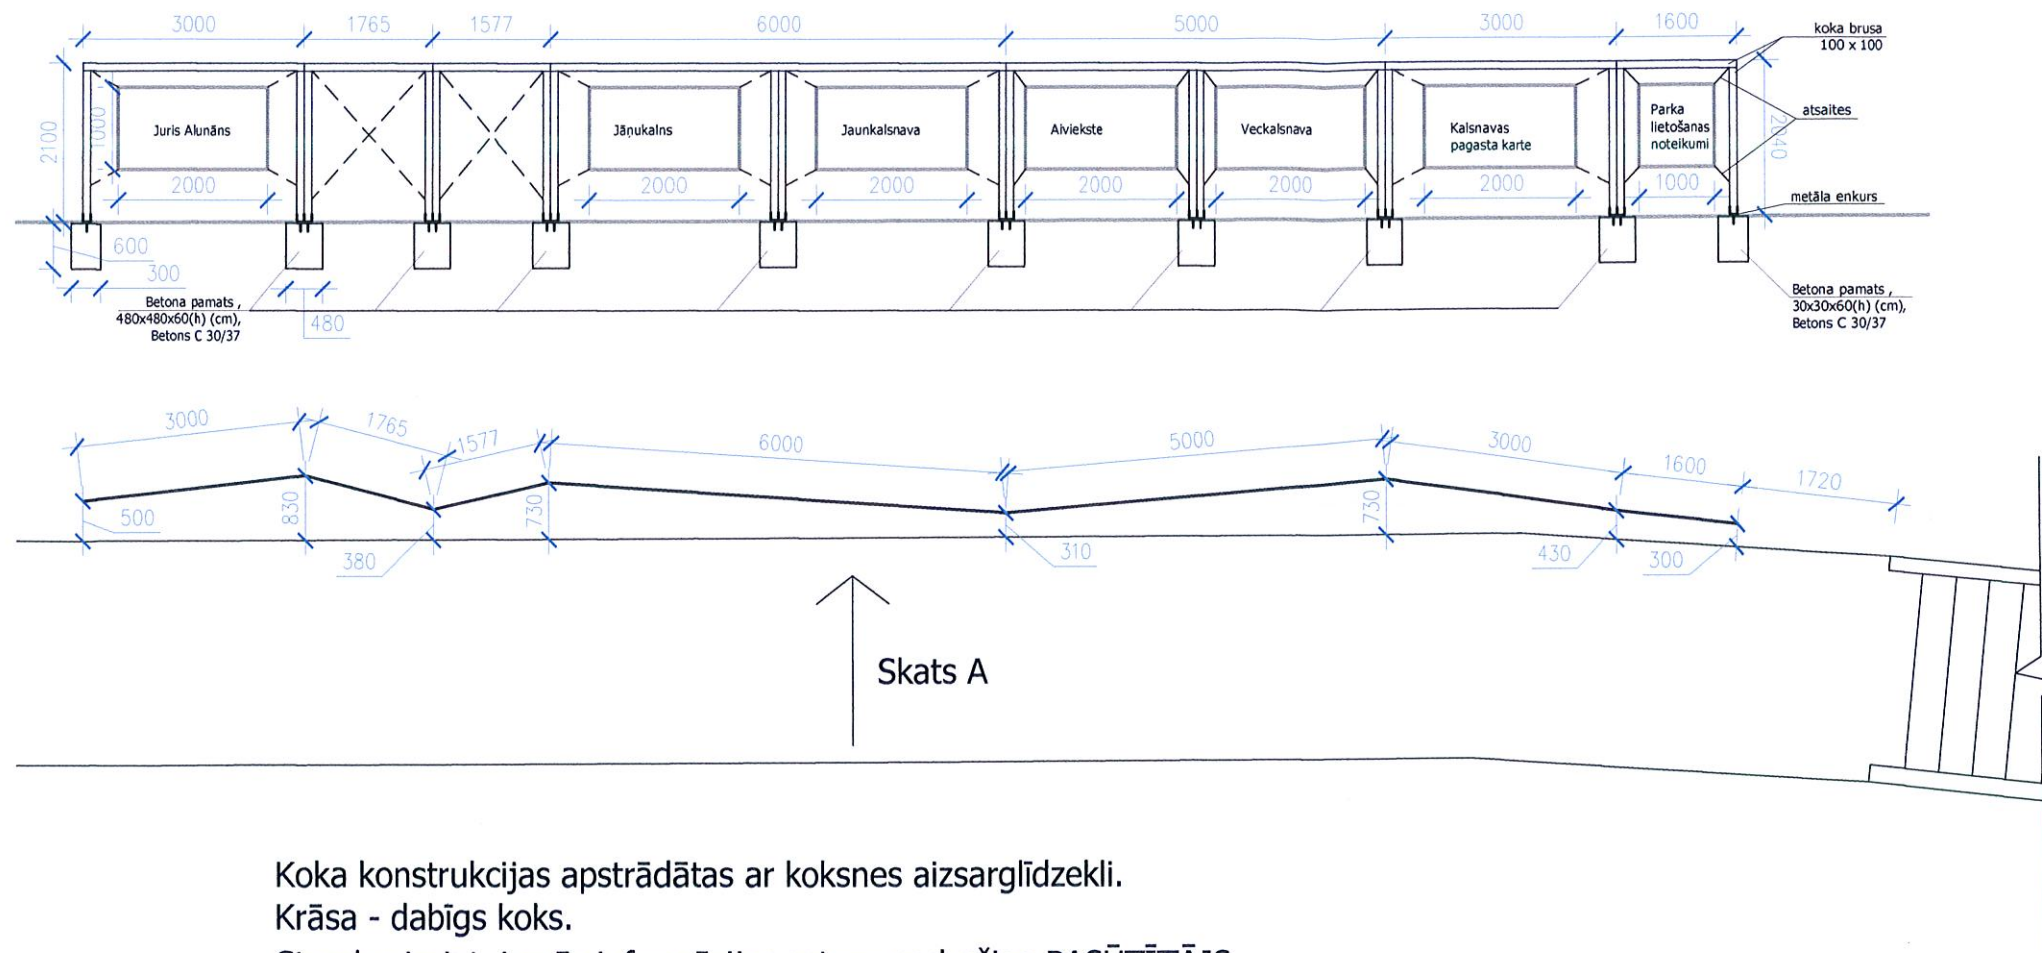 3000 1765 1577 6000 5000 3000 1600
koka brusa
100 x 100
2100 1000 Juris Alunāns Jāņukalns Jaunkalsnava Aiviekste Veckalsnava
Kalsnavas
pagasta karte
Parka
lietošanas
noteikumi
atsaites
2040
2000 2000 2000 2000 2000 2000 1000
metāla enkurs
600
300
Betona pamats ,
480x480x60(h) (cm),
Betons C 30/37
480
Betona pamats ,
30x30x60(h) (cm),
Betons C 30/37
3000 1765 1577 6000 5000 3000 1600 1720
500 830 380 730 310 730 430 300
Skats A
Koka konstrukcijas apstrādātas ar koksnes aizsarglīdzekli.
Krāsa - dabīgs koks.
PASŪTĪTĀJS